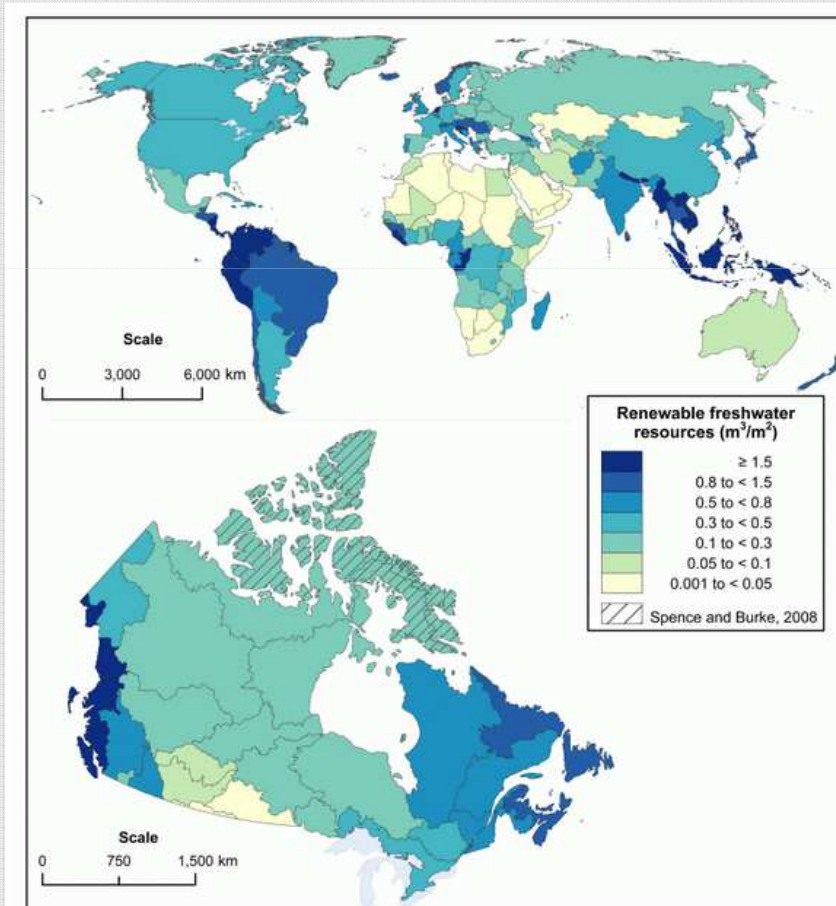 Scale
0 3,000 6,000 km
Renewable freshwater
resources (m³/m²)
≥ 1.5
0.8 to < 1.5
0.5 to < 0.8
0.3 to < 0.5
0.1 to < 0.3
0.05 to < 0.1
0.001 to < 0.05
Spence and Burke, 2008
Scale
0 750 1,500 km